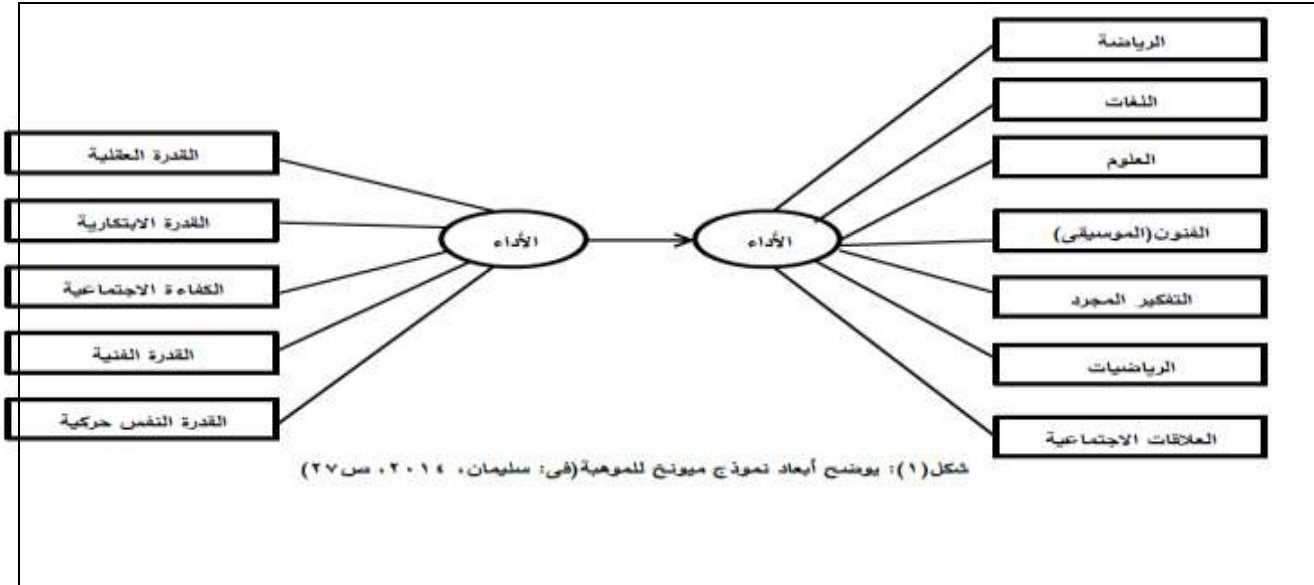 الرياضة
اللغات
العلوم
الفنون(الموسيقى)
التفكير المجرد
الرياضيات
العلاقات الاجتماعية
الأداء
الأداء
القدرة العقلية
القدرة الابتكارية
الكفاءة الاجتماعية
القدرة الفنية
القدرة النفس حركية
شكل(١): يوضح أبعاد نموذج ميونخ للموهبة(فى: سليمان، ٢٠١٤، ص٢٧)